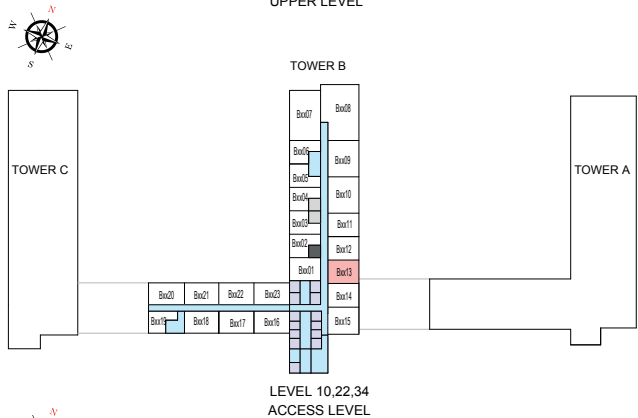 UPPER LEVEL
N
W
E
S
TOWER B
Bxx07
Bxx08
TOWER C
TOWER A
Bxx06
Bxx09
Bxx05
Bxx10
Bxx04
Bxx03
Bxx11
Bxx02
Bxx12
Bxx01
Bxx13
Bxx20 Bxx21 Bxx22 Bxx23
Bxx14
Bxx19 Bxx18 Bxx17 Bxx16
Bxx15
LEVEL 10,22,34
ACCESS LEVEL
N